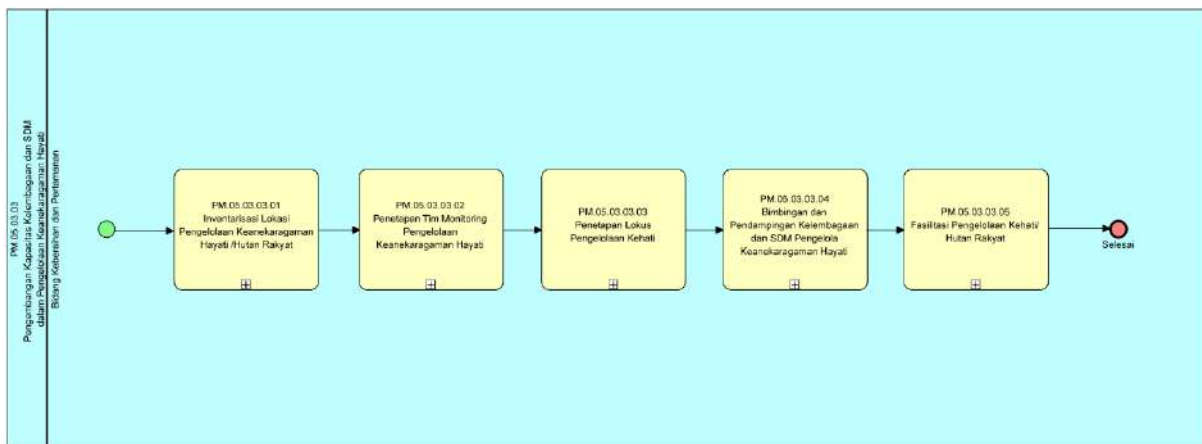 PM.05.03.03
Pengembangan Kapasitas Kelembagaan dan SDM
dalam Pengelolaan Keanekaragaman Hayati
Bidang Kebersihan dan Pertamanan
PM.05.03.03.01
Inventarisasi Lokasi
Pengelolaan Keanekaragaman
Hayati /Hutan Rakyat
PM.05.03.03.02
Penetapan Tim Monitoring
Pengelolaan
Keanekaragaman Hayati
PM.05.03.03.03
Penetapan Lokus
Pengelolaan Kehati
PM.05.03.03.04
Bimbingan dan
Pendampingan Kelembagaan
dan SDM Pengelola
Keanekaragaman Hayati
PM.05.03.03.05
Fasilitasi Pengelolaan Kehati/
Hutan Rakyat
Selesai